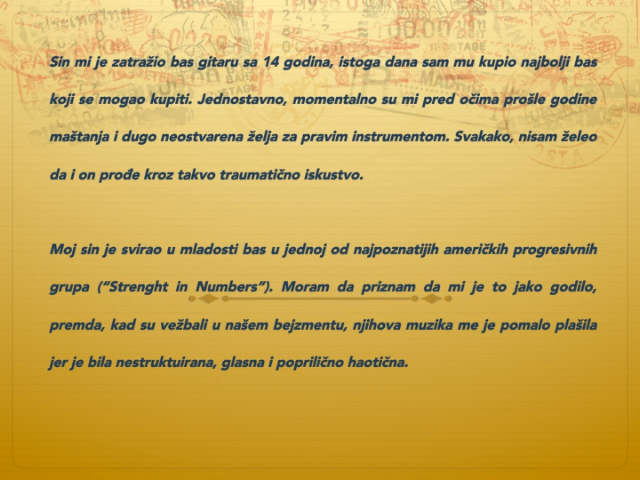 Sin mi je zatražio bas gitaru sa 14 godina, istoga dana sam mu kupio najbolji bas
koji se mogao kupiti. Jednostavno, momentalno su mi pred očima prošle godine
maštanja i dugo neostvarena želja za pravim instrumentom. Svakako, nisam želeo
da i on prođe kroz takvo traumatično iskustvo.
Moj sin je svirao u mladosti bas u jednoj od najpoznatijih američkih progresivnih
grupa (“Strenght in Numbers”). Moram da priznam da mi je to jako godilo,
premda, kad su vežbali u našem bejzmentu, njihova muzika me je pomalo plašila
jer je bila nestruktuirana, glasna i poprilično haotična.